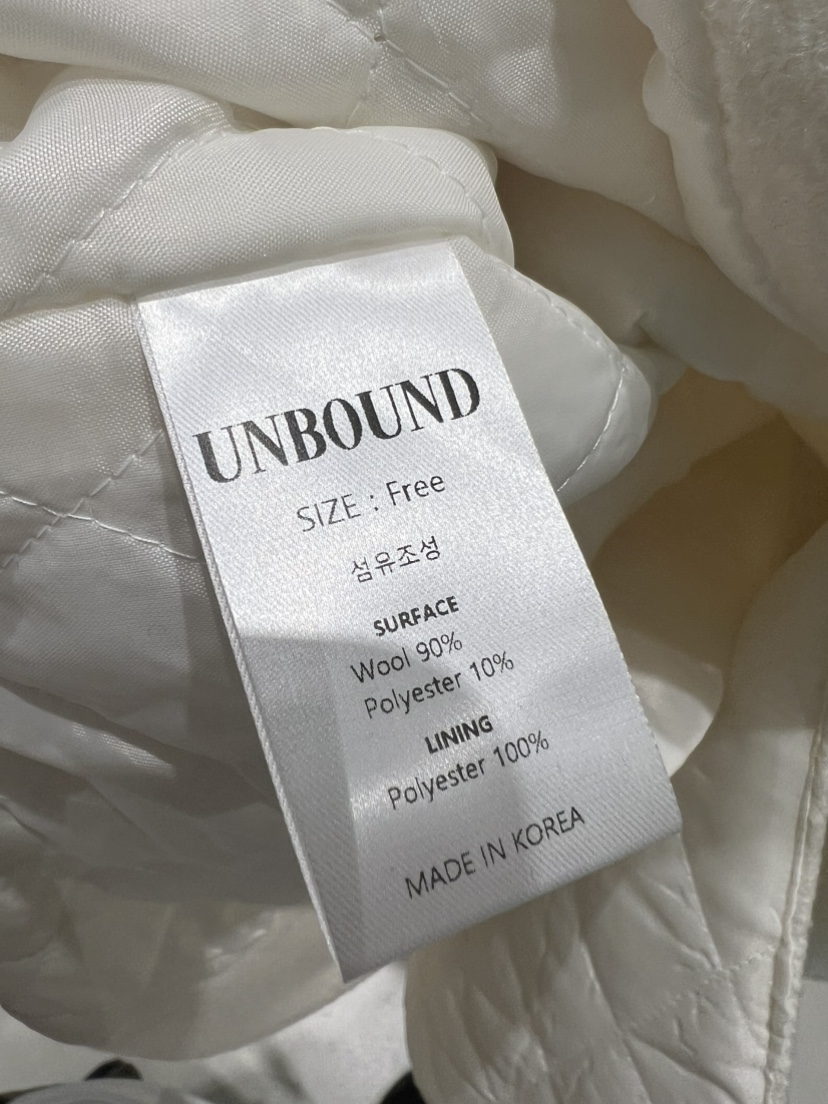 UNBOUND
SIZE : Free
섬유조성
SURFACE
Wool 90%
Polyester 10%
LINING
Polyester 100%
MADE IN KOREA